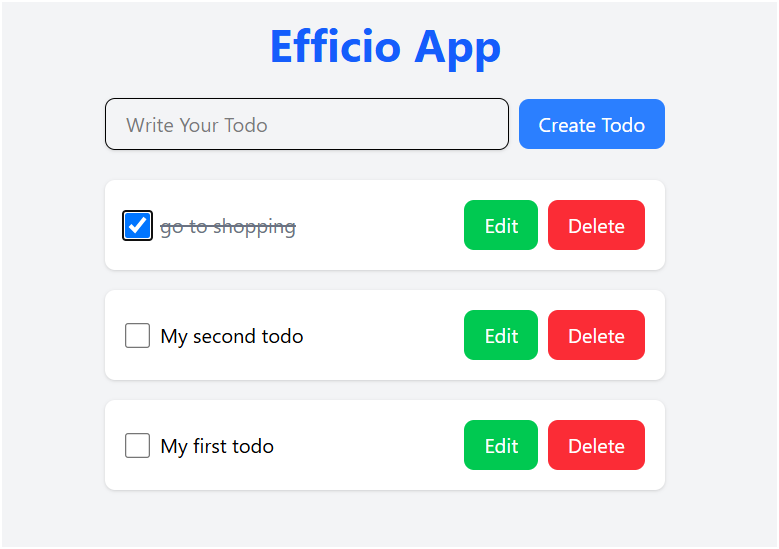 Efficio App
Write Your Todo Create Todo
go to shopping Edit Delete
My second todo Edit Delete
My first todo Edit Delete